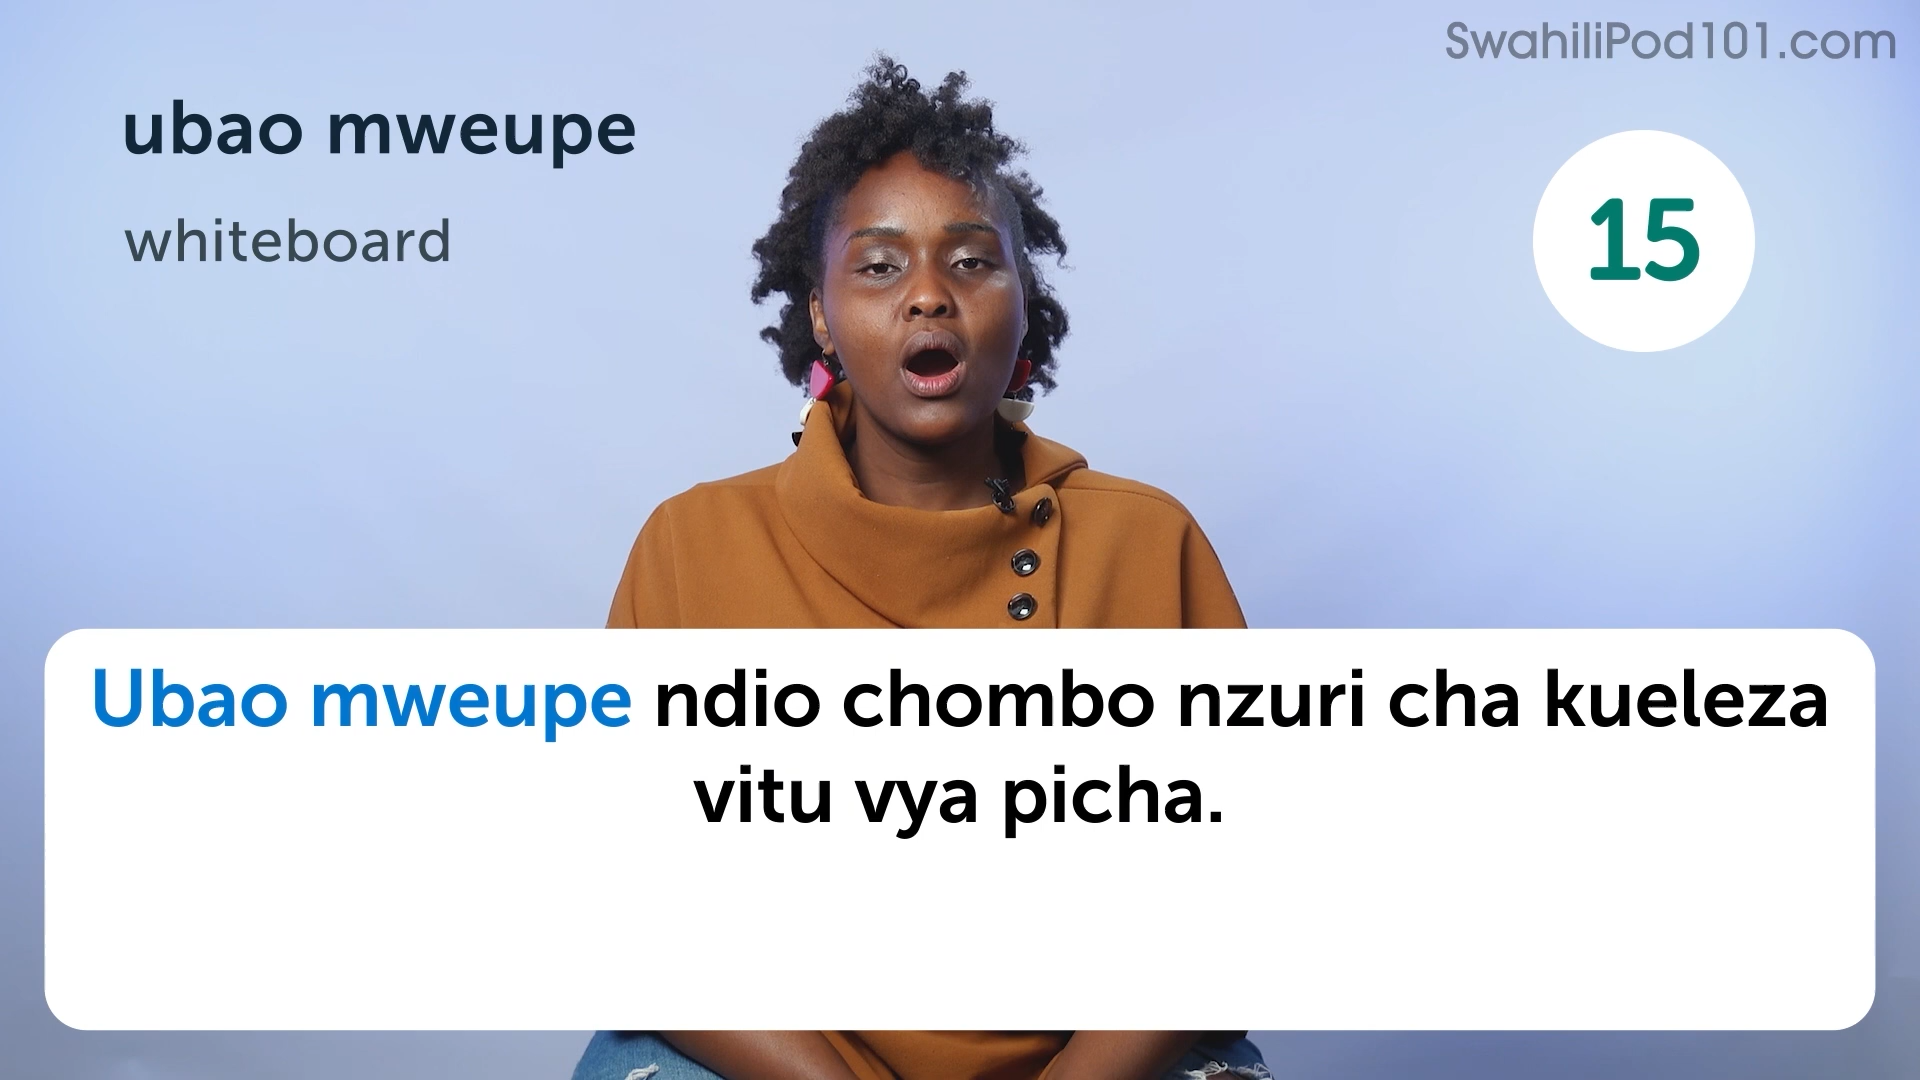 SwahiliPod101.com
ubao mweupe
whiteboard
15
Ubao mweupe ndio chombo nzuri cha kueleza
vitu vya picha.